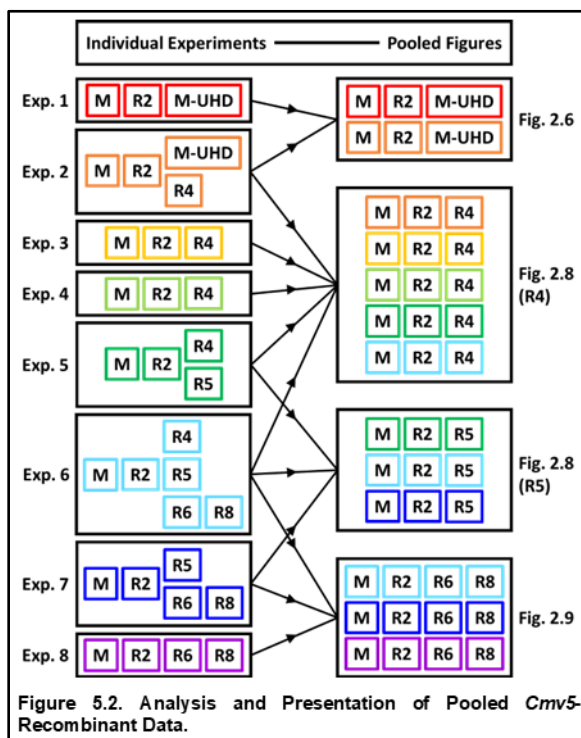 Individual Experiments Pooled Figures
Exp. 1
M R2 M-UHD
Exp. 2
M R2 M-UHD
R4
Exp. 3
M R2 R4
Exp. 4
M R2 R4
Exp. 5
M R2 R4
R5
Exp. 6
R4
M R2 R5
R6 R8
Exp. 7
M R2 R5
R6 R8
Exp. 8
M R2 R6 R8
M R2 M-UHD
M R2 M-UHD
Fig. 2.6
M R2 R4
M R2 R4
M R2 R4
M R2 R4
M R2 R4
Fig. 2.8
(R4)
M R2 R5
M R2 R5
M R2 R5
Fig. 2.8
(R5)
M R2 R6 R8
M R2 R6 R8
M R2 R6 R8
Fig. 2.9
Figure 5.2. Analysis and Presentation of Pooled Cmv5-
Recombinant Data.